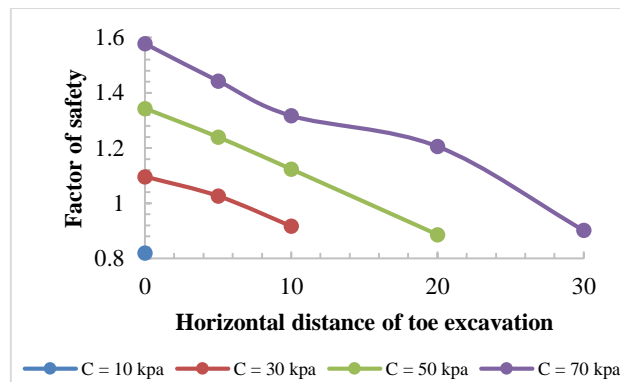 1.6
1.4
1.2
1
0.8
Factor of safety
0 10 20 30
Horizontal distance of toe excavation
C = 10 kpa C = 30 kpa C = 50 kpa C = 70 kpa